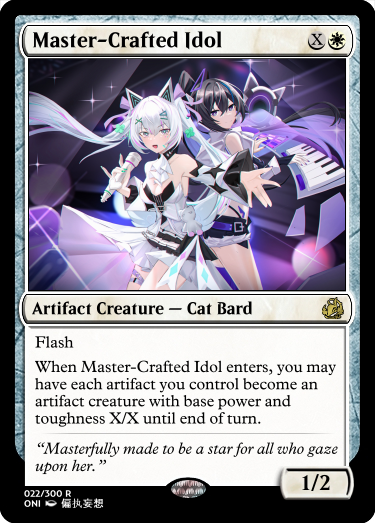 Master-Crafted Idol X
Artifact Creature — Cat Bard
Flash
When Master-Crafted Idol enters, you may
have each artifact you control become an
artifact creature with base power and
toughness X/X until end of turn.
“Masterfully made to be a star for all who gaze
upon her.”
1/2
022/300 R
ONI 偏执妄想